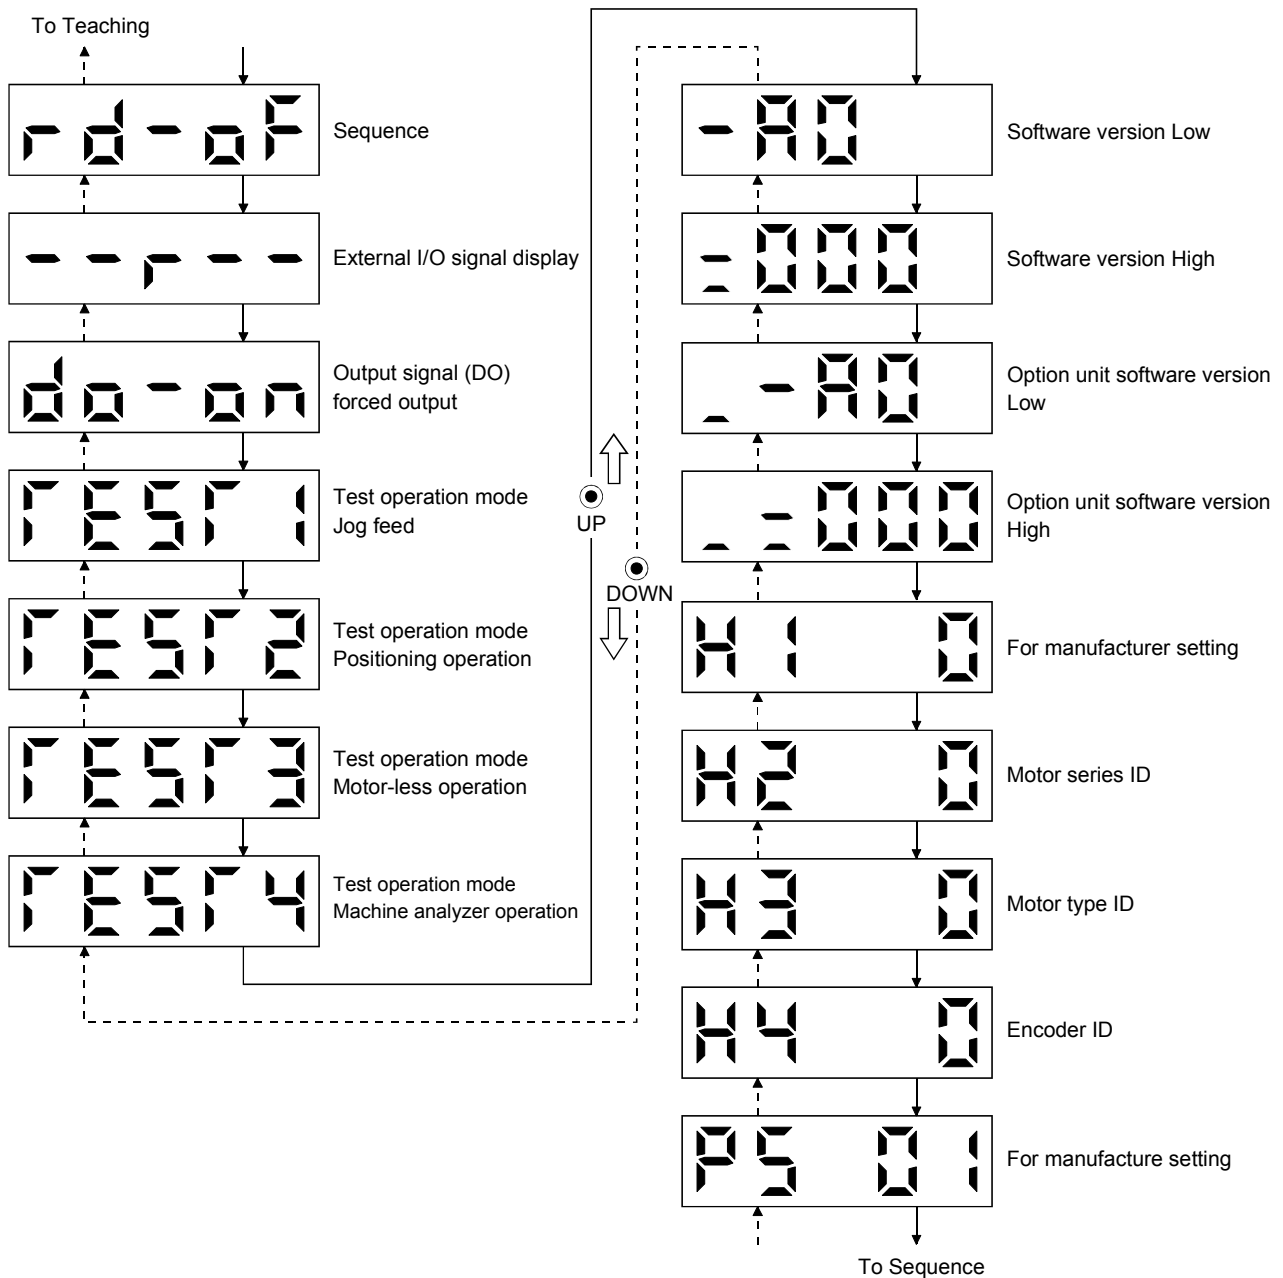 To Teaching
rd-oF
Sequence
--r--
External I/O signal display
do-on
Output signal (DO)
forced output
TEST1
Test operation mode
Jog feed
TEST2
Test operation mode
Positioning operation
TEST3
Test operation mode
Motor-less operation
TEST4
Test operation mode
Machine analyzer operation
UP
DOWN
-A0
Software version Low
=000
Software version High
_-A0
Option unit software version
Low
_=000
Option unit software version
High
H1 0
For manufacturer setting
H2 0
Motor series ID
H3 0
Motor type ID
H4 0
Encoder ID
PS 01
For manufacture setting
To Sequence